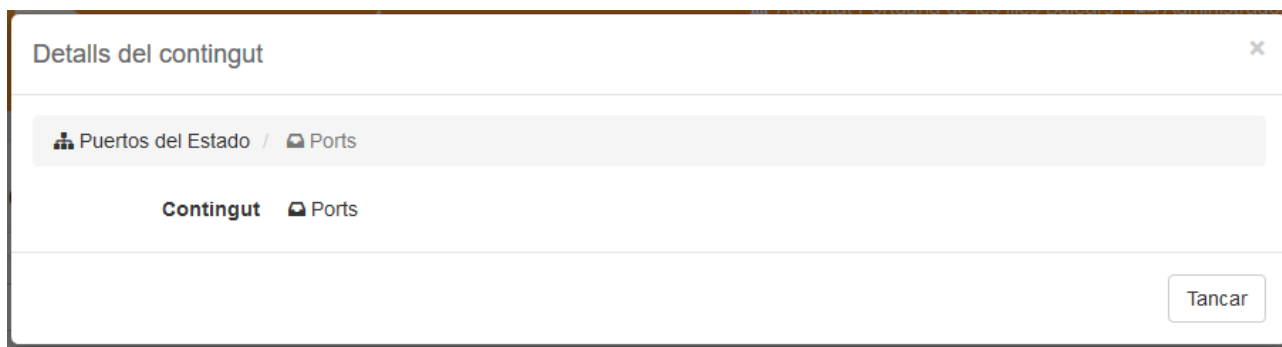 Detalls del contingut ×
Puertos del Estado / Ports
Contingut Ports
Tancar